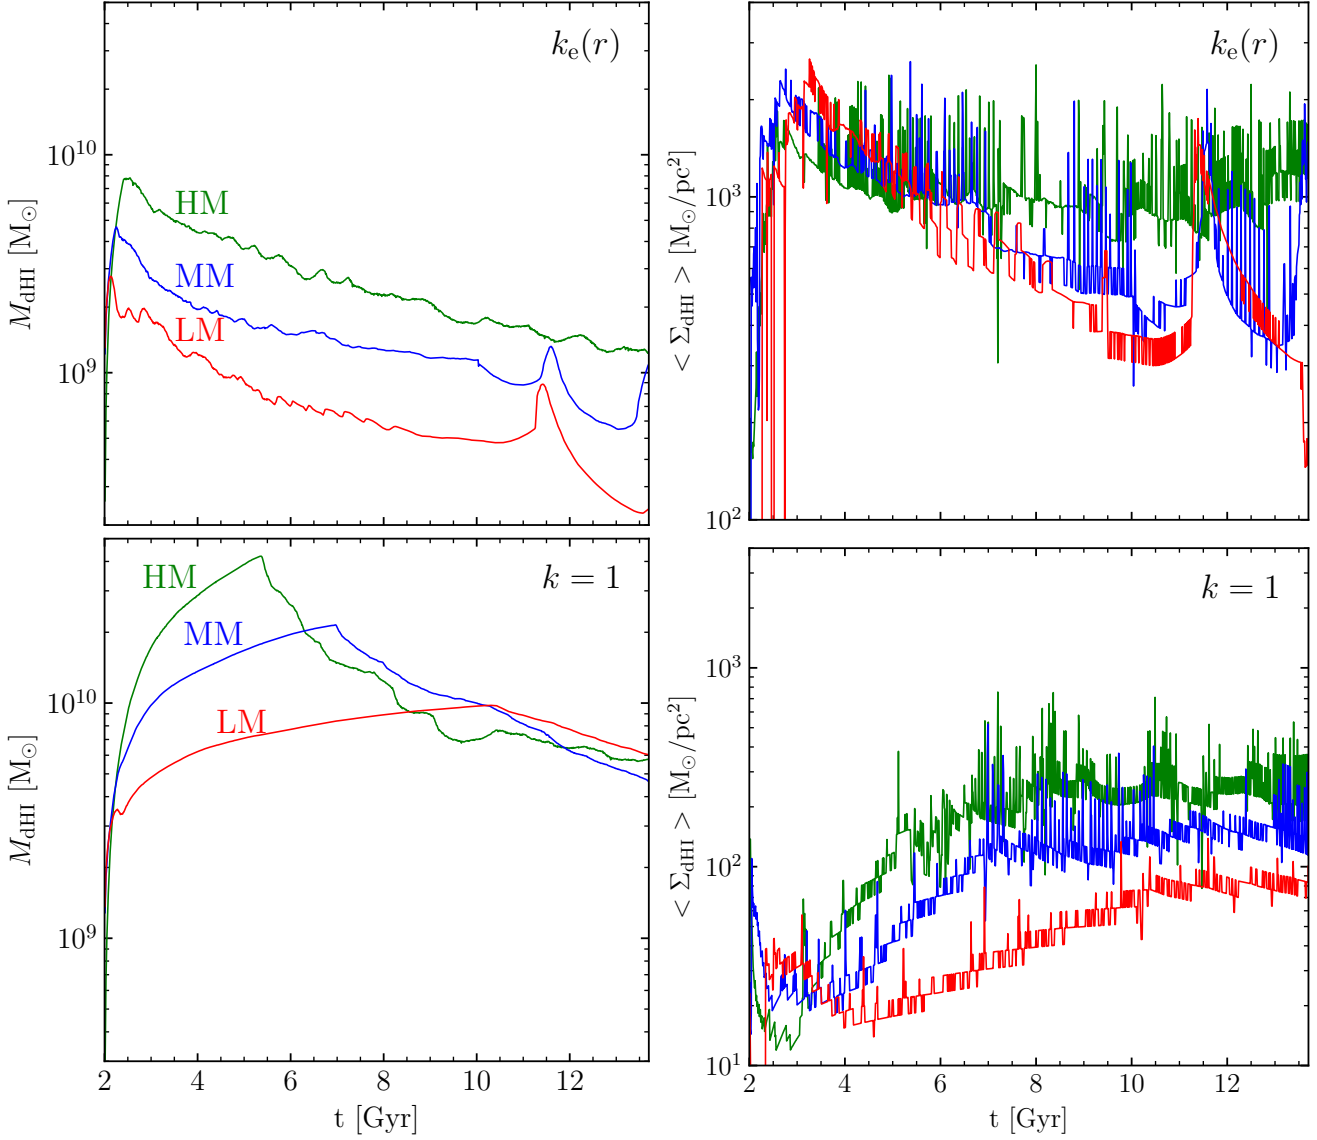 k_e(r)
HM
MM
LM
10^10
10^9
M_dHI [M_⊙]
k_e(r)
10^3
10^2
< Σ_dHI > [M_⊙/pc^2]
k = 1
HM
MM
LM
10^10
10^9
M_dHI [M_⊙]
2 4 6 8 10 12
t [Gyr]
k = 1
10^3
10^2
10^1
< Σ_dHI > [M_⊙/pc^2]
2 4 6 8 10 12
t [Gyr]